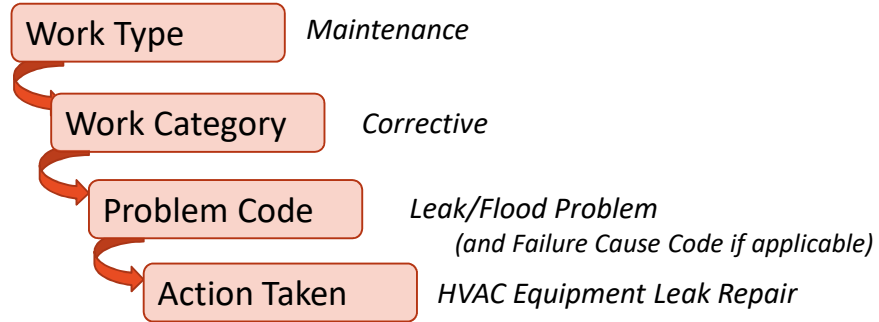 Work Type Maintenance
Work Category Corrective
Problem Code Leak/Flood Problem
(and Failure Cause Code if applicable)
Action Taken HVAC Equipment Leak Repair